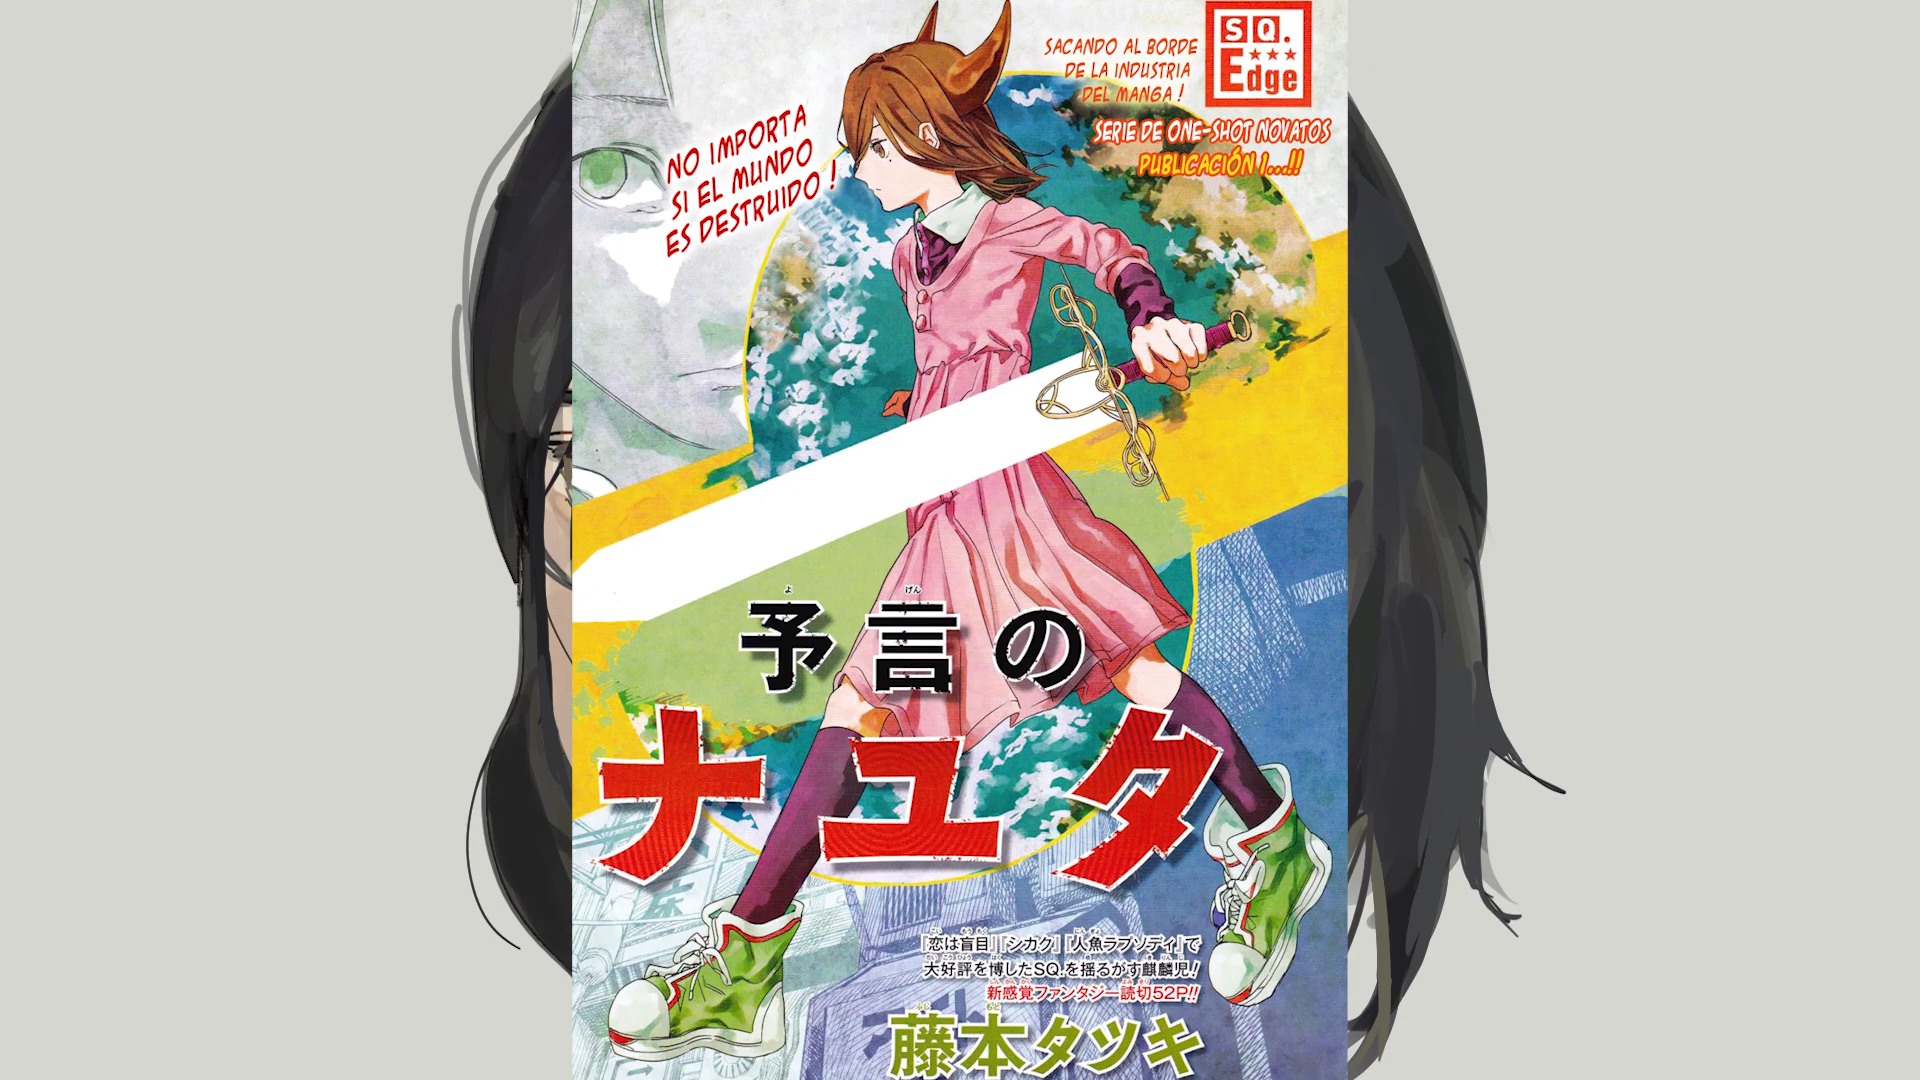 SQ.
Edge
SACANDO AL BORDE
DE LA INDUSTRIA
DEL MANGA!
SERIE DE ONE-SHOT NOVATOS
PUBLICACIÓN 1...!!
NO IMPORTA
SI EL MUNDO
ES DESTRUIDO!
予言の
ナユタ
『恋は盲目』『シカク』『人魚ラプソディ』で
大好評を博したSQ.を揺るがす麒麟児!
新感覚ファンタジー読切52P!!
藤本タツキ